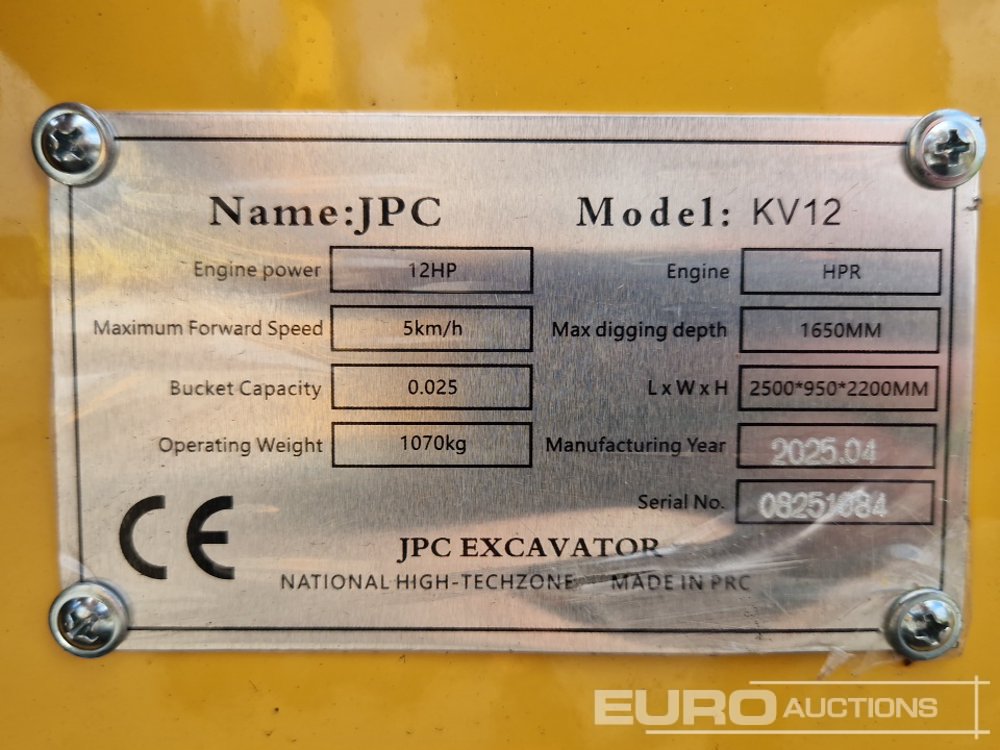 Name:JPC Model: KV12
Engine power 12HP Engine HPR
Maximum Forward Speed 5km/h Max digging depth 1650MM
Bucket Capacity 0.025 L x W x H 2500*950*2200MM
Operating Weight 1070kg Manufacturing Year 2025.04
Serial No. 08251084
CE
JPC EXCAVATOR
NATIONAL HIGH-TECHZONE MADE IN PRC
EURO AUCTIONS